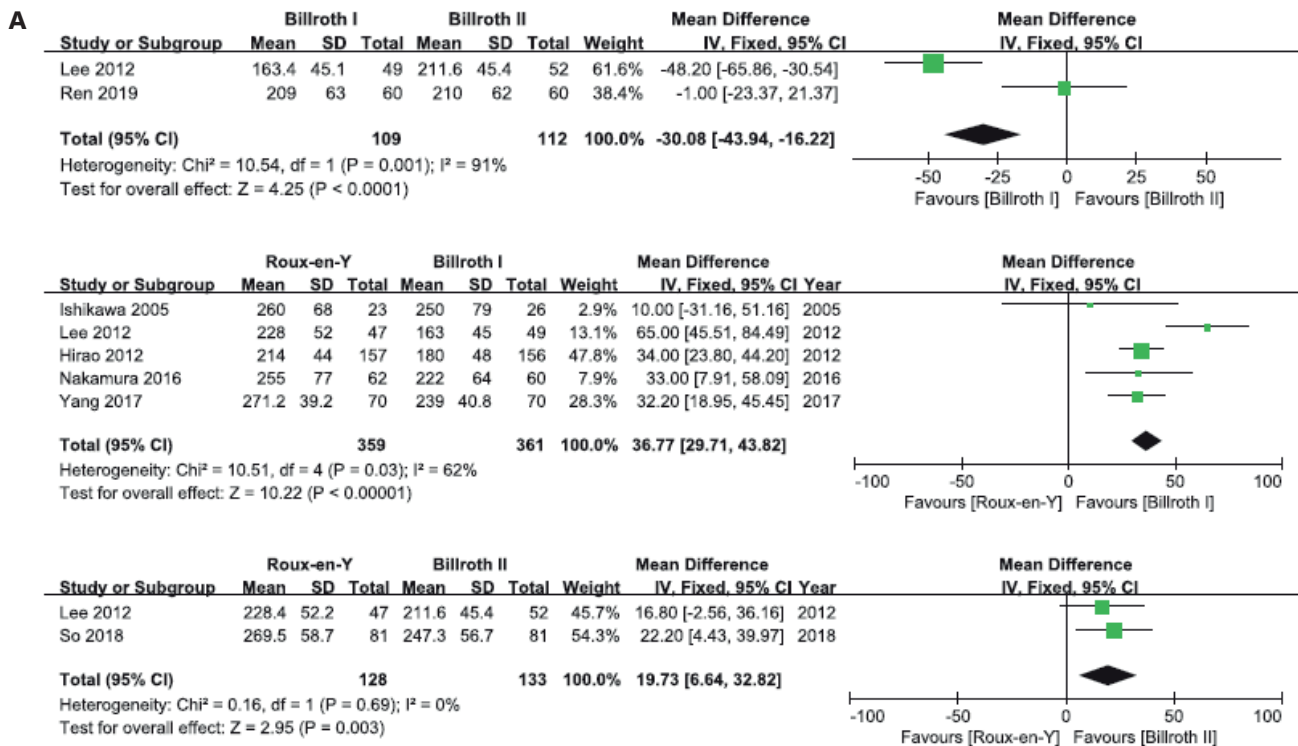 A
Billroth I Billroth II Mean Difference Mean Difference
Study or Subgroup Mean SD Total Mean SD Total Weight IV, Fixed, 95% CI IV, Fixed, 95% CI
Lee 2012 163.4 45.1 49 211.6 45.4 52 61.6% -48.20 [-65.86, -30.54]
Ren 2019 209 63 60 210 62 60 38.4% -1.00 [-23.37, 21.37]
Total (95% CI) 109 112 100.0% -30.08 [-43.94, -16.22]
Heterogeneity: Chi² = 10.54, df = 1 (P = 0.001); I² = 91%
Test for overall effect: Z = 4.25 (P < 0.0001)
-50 -25 0 25 50
Favours [Billroth I] Favours [Billroth II]
Roux-en-Y Billroth I Mean Difference Mean Difference
Study or Subgroup Mean SD Total Mean SD Total Weight IV, Fixed, 95% CI Year IV, Fixed, 95% CI
Ishikawa 2005 260 68 23 250 79 26 2.9% 10.00 [-31.16, 51.16] 2005
Lee 2012 228 52 47 163 45 49 13.1% 65.00 [45.51, 84.49] 2012
Hirao 2012 214 44 157 180 48 156 47.8% 34.00 [23.80, 44.20] 2012
Nakamura 2016 255 77 62 222 64 60 7.9% 33.00 [7.91, 58.09] 2016
Yang 2017 271.2 39.2 70 239 40.8 70 28.3% 32.20 [18.95, 45.45] 2017
Total (95% CI) 359 361 100.0% 36.77 [29.71, 43.82]
Heterogeneity: Chi² = 10.51, df = 4 (P = 0.03); I² = 62%
Test for overall effect: Z = 10.22 (P < 0.00001)
-100 -50 0 50 100
Favours [Roux-en-Y] Favours [Billroth I]
Roux-en-Y Billroth II Mean Difference Mean Difference
Study or Subgroup Mean SD Total Mean SD Total Weight IV, Fixed, 95% CI Year IV, Fixed, 95% CI
Lee 2012 228.4 52.2 47 211.6 45.4 52 45.7% 16.80 [-2.56, 36.16] 2012
So 2018 269.5 58.7 81 247.3 56.7 81 54.3% 22.20 [4.43, 39.97] 2018
Total (95% CI) 128 133 100.0% 19.73 [6.64, 32.82]
Heterogeneity: Chi² = 0.16, df = 1 (P = 0.69); I² = 0%
Test for overall effect: Z = 2.95 (P = 0.003)
-100 -50 0 50 100
Favours [Roux-en-Y] Favours [Billroth II]